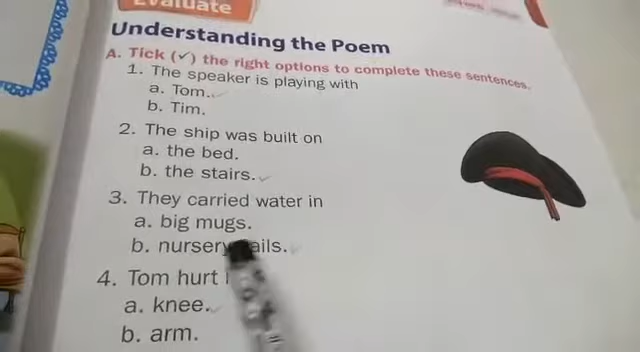 Evaluate
Understanding the Poem
A. Tick (✓) the right options to complete these sentences.
1. The speaker is playing with
a. Tom. ✓
b. Tim.
2. The ship was built on
a. the bed.
b. the stairs. ✓
3. They carried water in
a. big mugs.
b. nursery ails. ✓
4. Tom hurt
a. knee. ✓
b. arm.